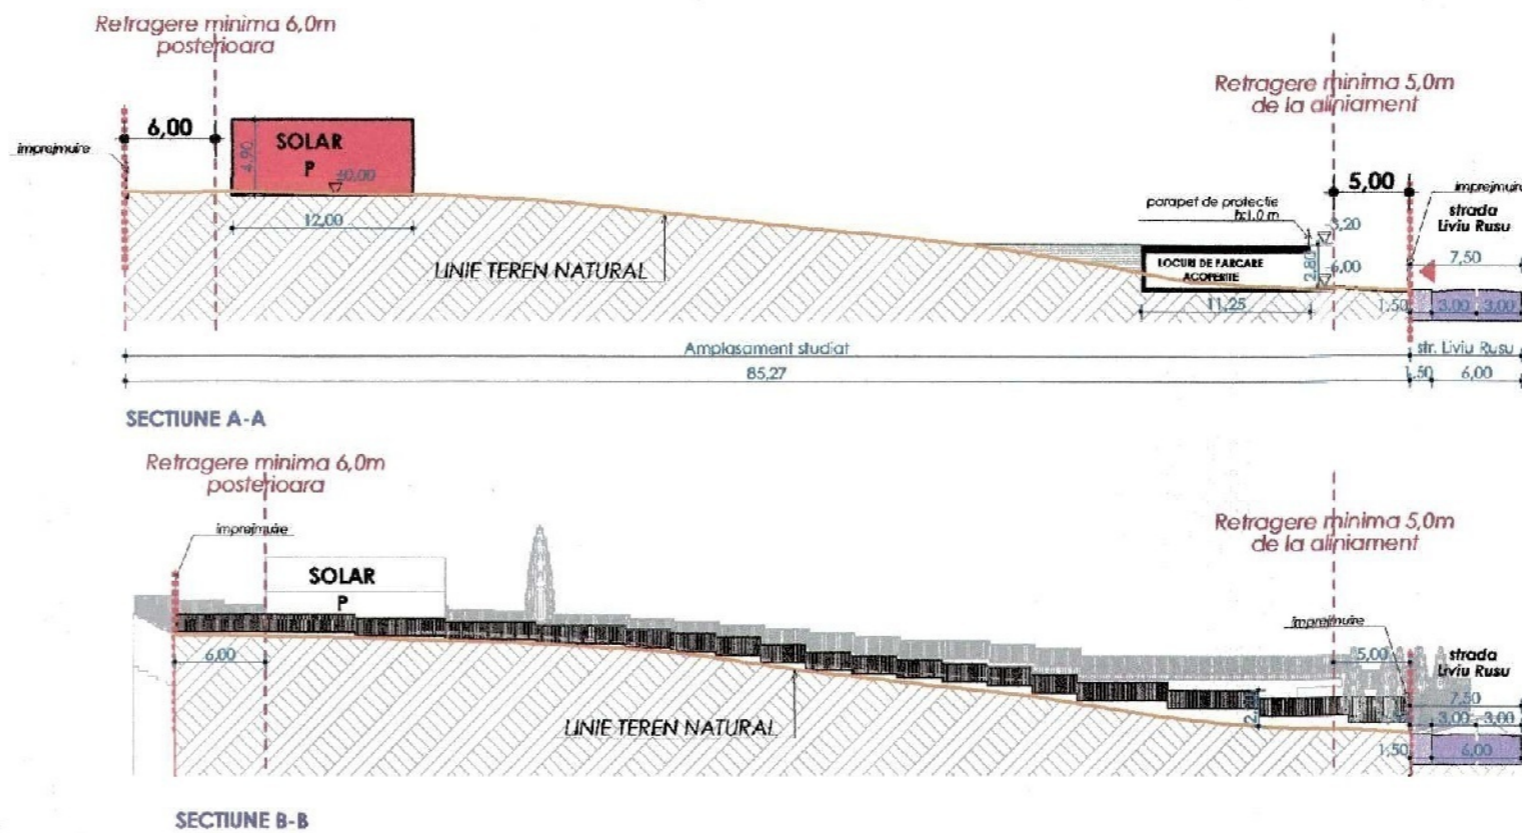 Retragere minima 6,0m
posterioara
Retragere minima 5,0m
de la aliniament
6,00
imprejmuire
SOLAR
P
4,90
±0,00
12,00
LINIE TEREN NATURAL
parapet de protectie
h:1.0 m
3,20
5,00
imprejmuire
strada
Liviu Rusu
7,50
LOCURI DE PARCARE
ACOPERITE
2,80
6,00
11,25
1,50
3,00
3,00
Amplasament studiat
str. Liviu Rusu
85,27
1,50
6,00
SECTIUNE A-A
Retragere minima 6,0m
posterioara
imprejmuire
Retragere minima 5,0m
de la aliniament
SOLAR
P
imprejmuire
6,00
5,00
strada
Liviu Rusu
7,50
3,00
3,00
LINIE TEREN NATURAL
1,50
6,00
SECTIUNE B-B